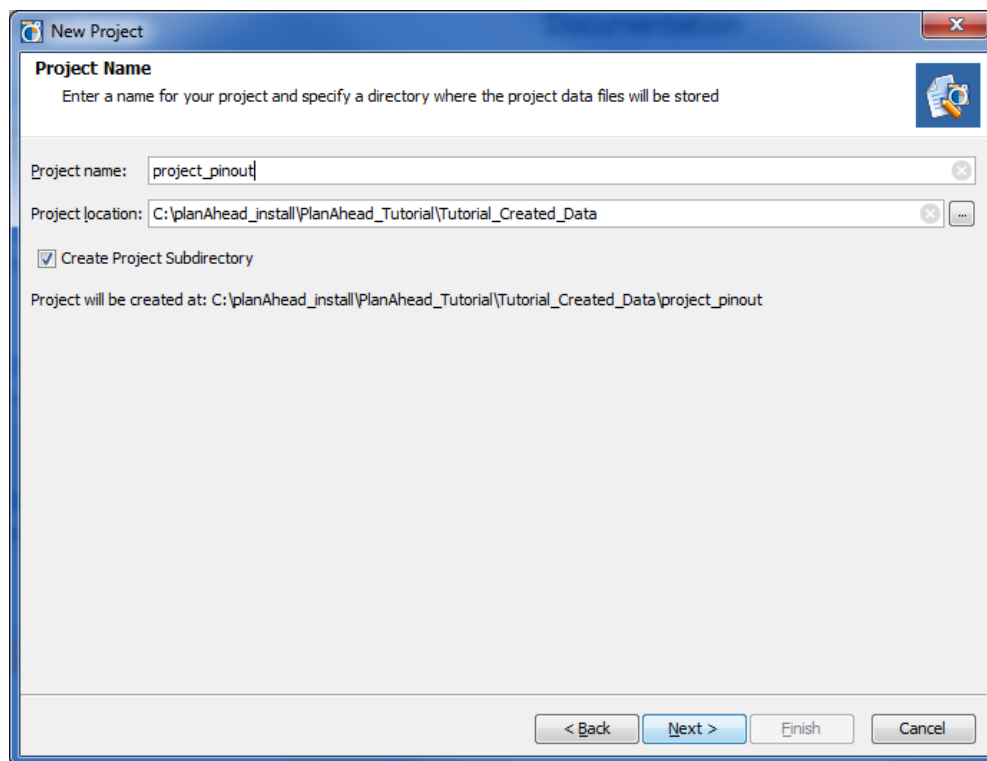 New Project
Documentation
Project Name
Enter a name for your project and specify a directory where the project data files will be stored
Project name: project_pinout
Project location: C:\planAhead_install\PlanAhead_Tutorial\Tutorial_Created_Data ...
Create Project Subdirectory
Project will be created at: C:\planAhead_install\PlanAhead_Tutorial\Tutorial_Created_Data\project_pinout
< Back Next > Finish Cancel